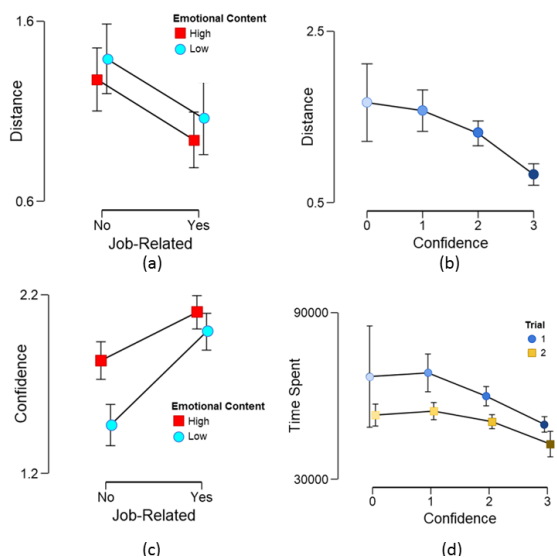 1.6
Distance
0.6
Emotional Content
High
Low
No Yes
Job-Related
(a)
2.5
Distance
0.5
0 1 2 3
Confidence
(b)
2.2
Confidence
1.2
Emotional Content
High
Low
No Yes
Job-Related
(c)
90000
Time Spent
30000
Trial
1
2
0 1 2 3
Confidence
(d)